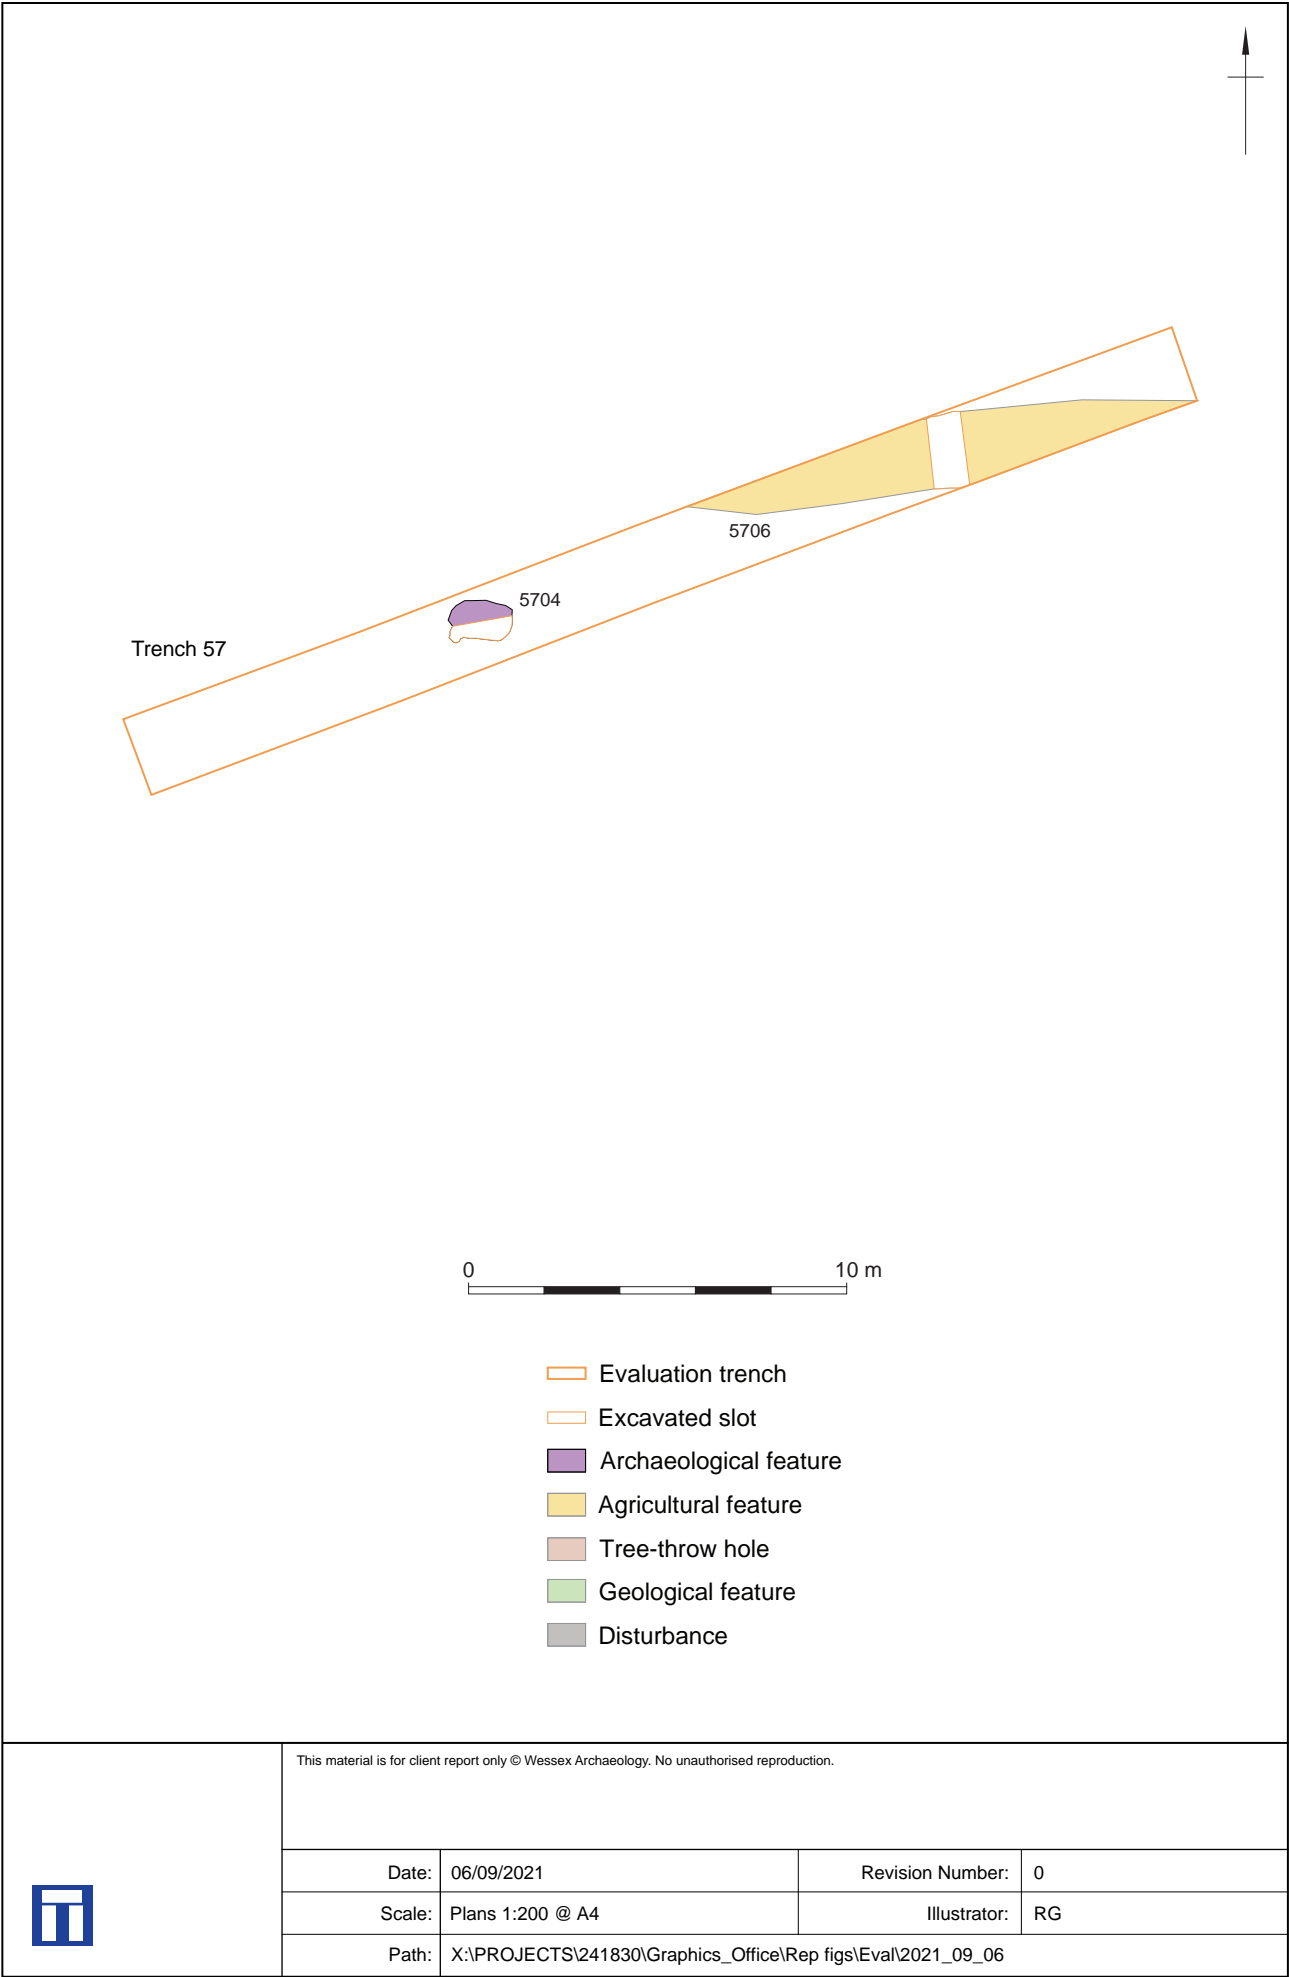 5706
5704
Trench 57
0 10 m
Evaluation trench
Excavated slot
Archaeological feature
Agricultural feature
Tree-throw hole
Geological feature
Disturbance
This material is for client report only © Wessex Archaeology. No unauthorised reproduction.
Date: 06/09/2021 Revision Number: 0
Scale: Plans 1:200 @ A4 Illustrator: RG
Path: X:\PROJECTS\241830\Graphics_Office\Rep figs\Eval\2021_09_06